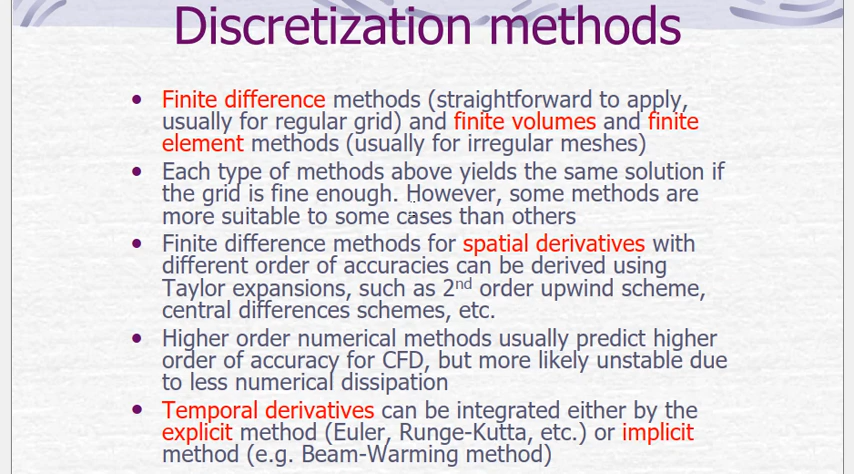 Discretization methods
• Finite difference methods (straightforward to apply,
usually for regular grid) and finite volumes and finite
element methods (usually for irregular meshes)
• Each type of methods above yields the same solution if
the grid is fine enough. However, some methods are
more suitable to some cases than others
• Finite difference methods for spatial derivatives with
different order of accuracies can be derived using
Taylor expansions, such as 2nd order upwind scheme,
central differences schemes, etc.
• Higher order numerical methods usually predict higher
order of accuracy for CFD, but more likely unstable due
to less numerical dissipation
• Temporal derivatives can be integrated either by the
explicit method (Euler, Runge-Kutta, etc.) or implicit
method (e.g. Beam-Warming method)